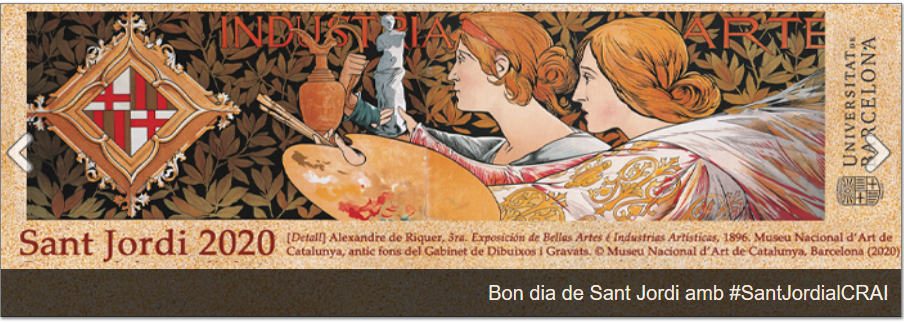 INDUSTRIA ARTE
UNIVERSITAT DE
BARCELONA
Sant Jordi 2020
[Detall] Alexandre de Riquer, 3ra. Exposición de Bellas Artes é Industrias Artísticas, 1896. Museu Nacional d'Art de
Catalunya, antic fons del Gabinet de Dibuixos i Gravats. © Museu Nacional d'Art de Catalunya, Barcelona (2020)
Bon dia de Sant Jordi amb #SantJordialCRAI